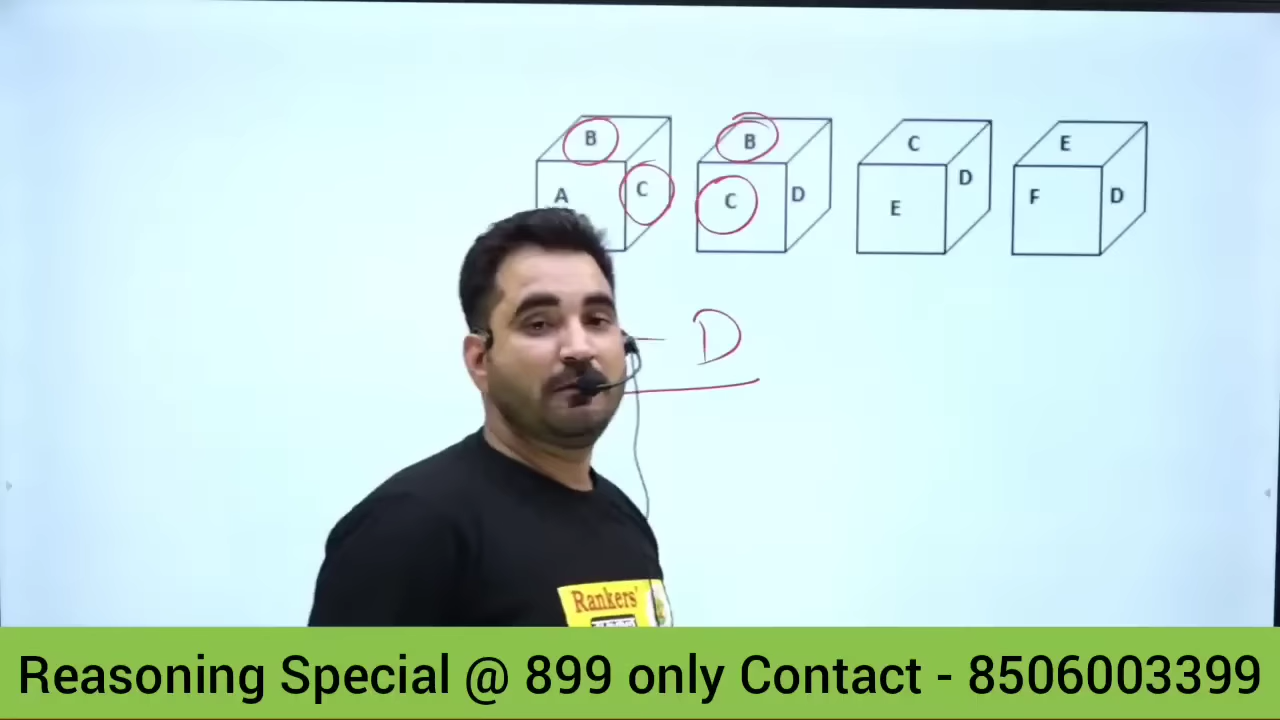 B
A
C
B
C
D
C
E
D
E
F
D
- D
Rankers'
Reasoning Special @ 899 only Contact - 8506003399